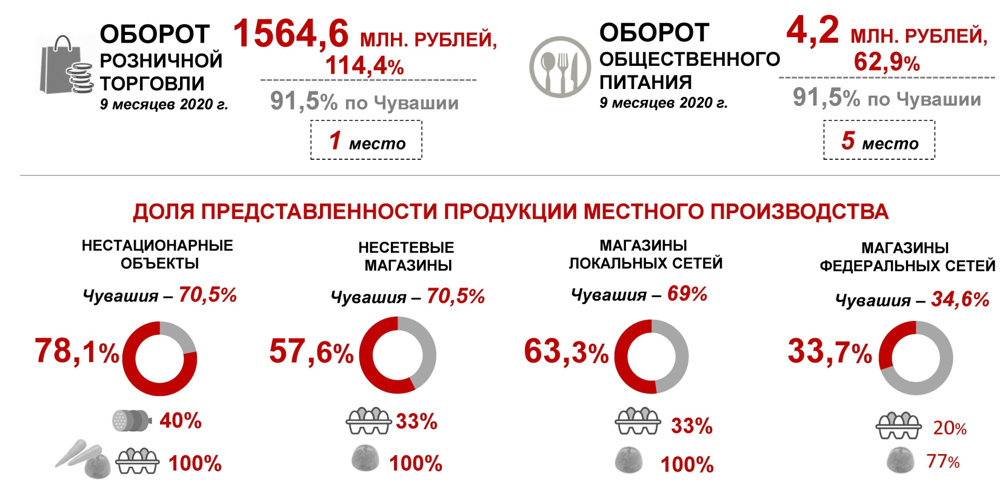 ОБОРОТ
РОЗНИЧНОЙ
ТОРГОВЛИ
9 месяцев 2020 г.
1564,6 МЛН. РУБЛЕЙ,
114,4%
91,5% по Чувашии
1 место
ОБОРОТ
ОБЩЕСТВЕННОГО
ПИТАНИЯ
9 месяцев 2020 г.
4,2 МЛН. РУБЛЕЙ,
62,9%
91,5% по Чувашии
5 место
ДОЛЯ ПРЕДСТАВЛЕННОСТИ ПРОДУКЦИИ МЕСТНОГО ПРОИЗВОДСТВА
НЕСТАЦИОНАРНЫЕ
ОБЪЕКТЫ
Чувашия – 70,5%
78,1%
40%
100%
НЕСЕТЕВЫЕ
МАГАЗИНЫ
Чувашия – 70,5%
57,6%
33%
100%
МАГАЗИНЫ
ЛОКАЛЬНЫХ СЕТЕЙ
Чувашия – 69%
63,3%
33%
100%
МАГАЗИНЫ
ФЕДЕРАЛЬНЫХ СЕТЕЙ
Чувашия – 34,6%
33,7%
20%
77%